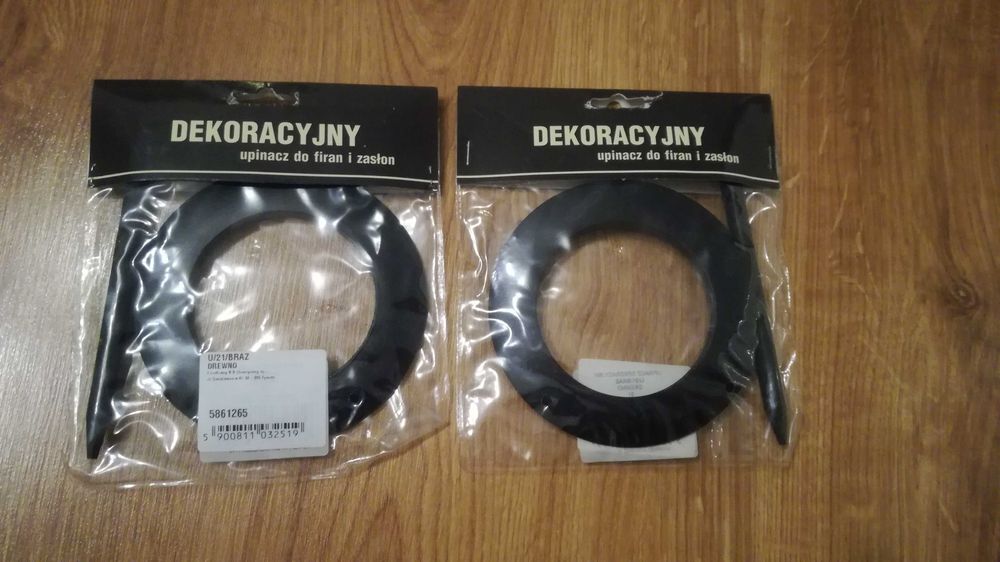 DEKORACYJNY
upinacz do firan i zasłon
U/21/BRAZ
DREWNO
5861265
5 900811 032519
DEKORACYJNY
upinacz do firan i zasłon